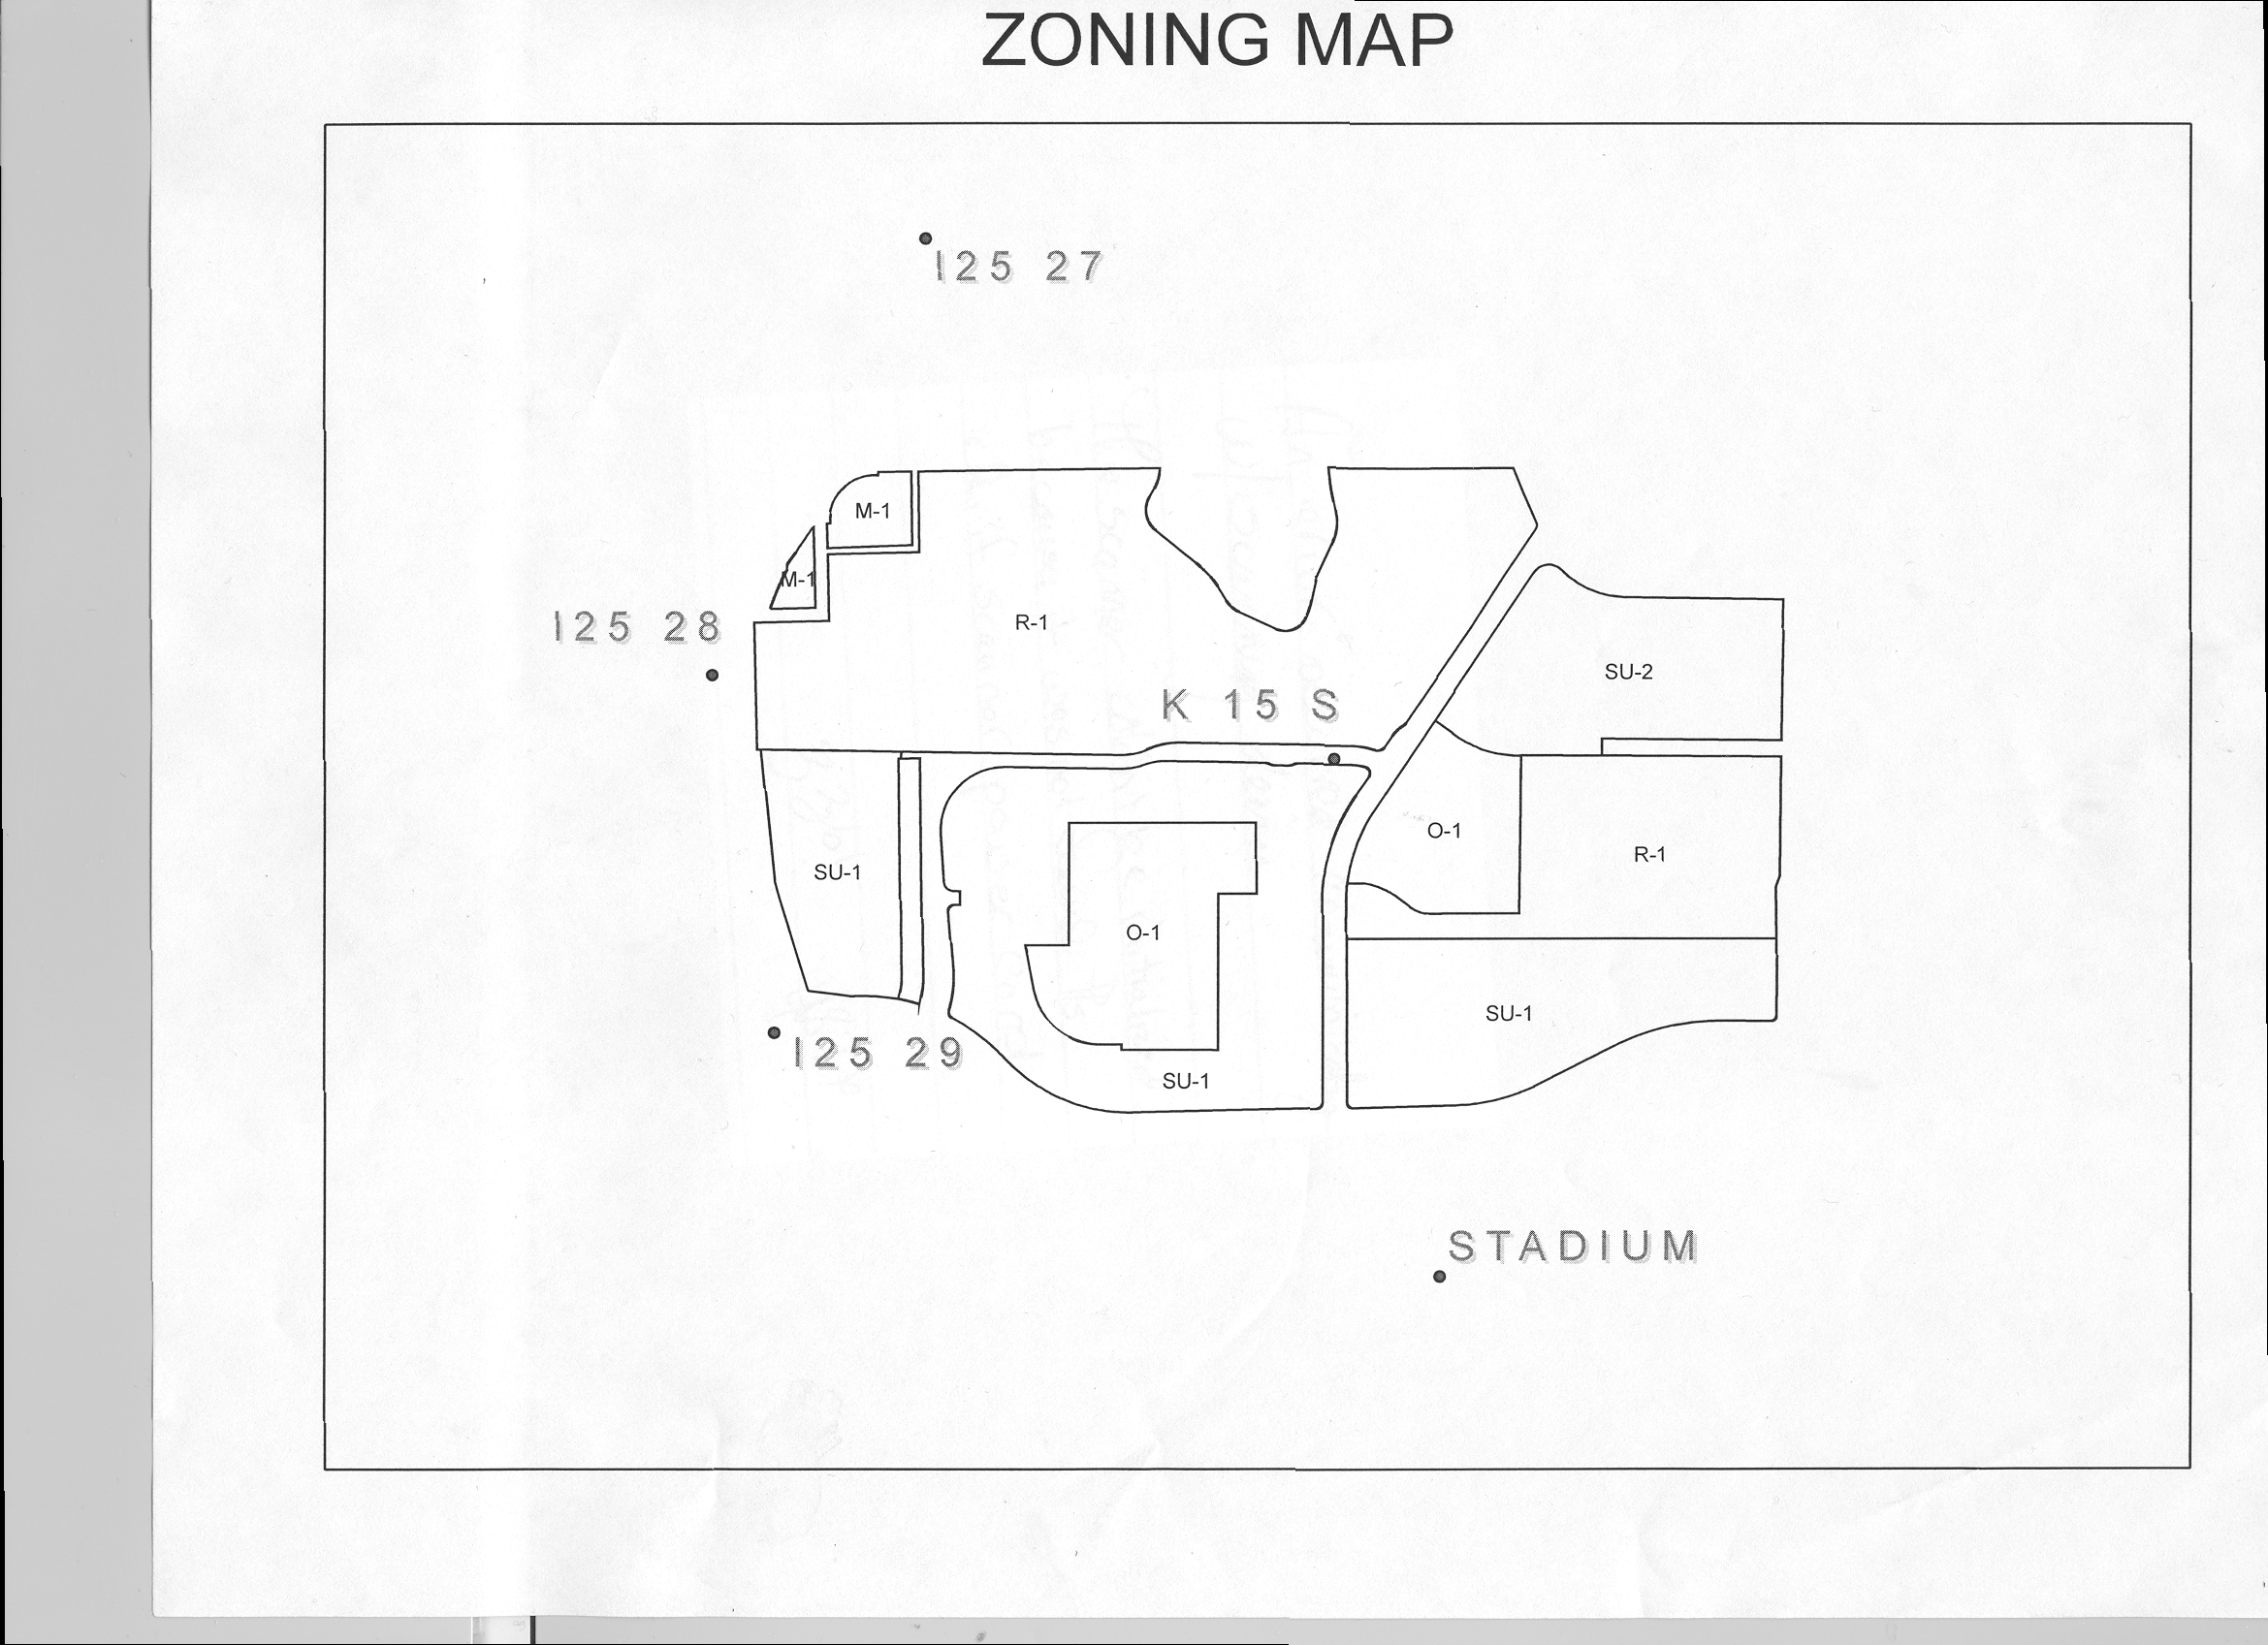 ZONING MAP
I25 27
M-1
M-1
R-1
I25 28
SU-2
K 15 S
O-1
R-1
SU-1
O-1
SU-1
I25 29
SU-1
STADIUM